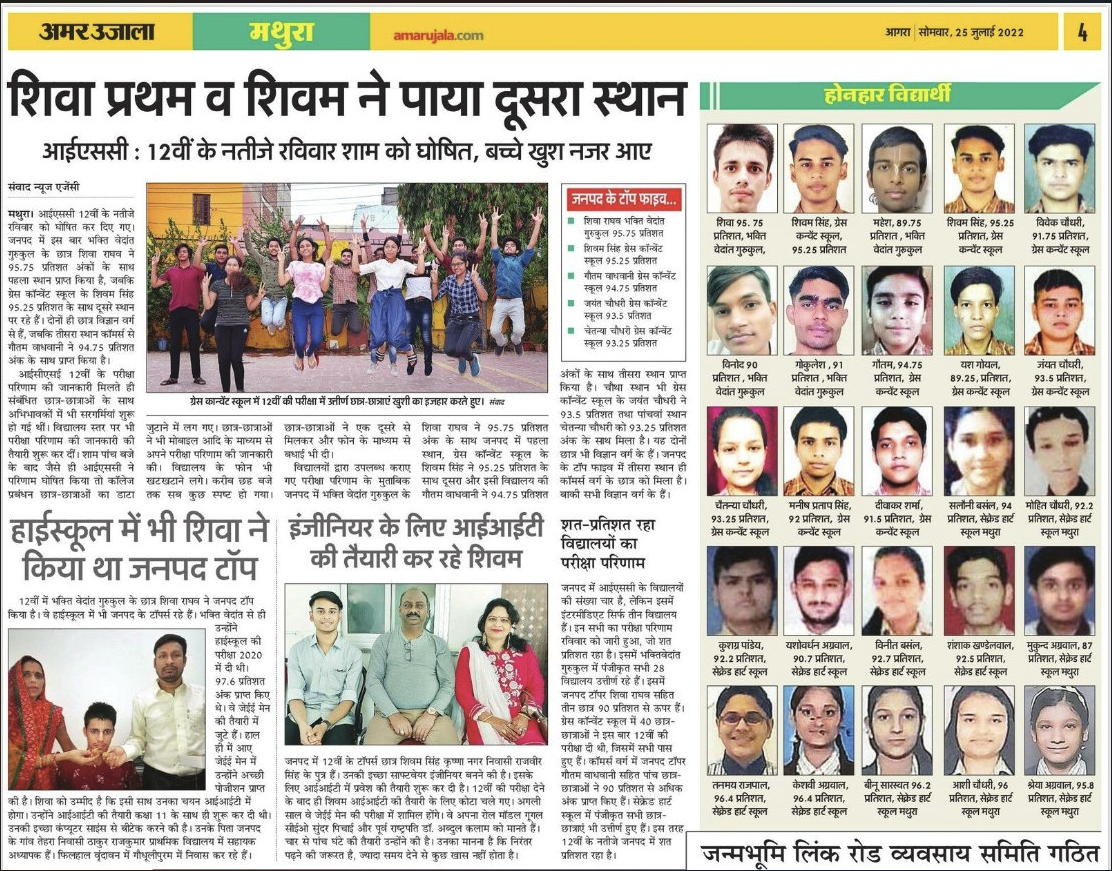 अमर उजाला
मथुरा
amarujala.com
आगरा | सोमवार, 25 जुलाई 2022
4
शिवा प्रथम व शिवम ने पाया दूसरा स्थान
आईएससी : 12वीं के नतीजे रविवार शाम को घोषित, बच्चे खुश नजर आए
संवाद न्यूज एजेंसी
मथुरा। आईएससी 12वीं के नतीजे
रविवार को घोषित कर दिए गए।
जनपद में इस बार भक्ति वेदांत
गुरुकुल के छात्र शिवा राघव ने
95.75 प्रतिशत अंकों के साथ
पहला स्थान प्राप्त किया है, जबकि
ग्रेस कॉन्वेंट स्कूल के शिवम सिंह
95.25 प्रतिशत के साथ दूसरे स्थान
पर रहे हैं। दोनों ही छात्र विज्ञान वर्ग
से हैं, जबकि तीसरा स्थान कॉमर्स से
गौतम वाधवानी ने 94.75 प्रतिशत
अंक के साथ प्राप्त किया है।
आईसीएसई 12वीं के परीक्षा
परिणाम की जानकारी मिलते ही
संबंधित छात्र-छात्राओं के साथ
अभिभावकों में भी सरगर्मियां शुरू
हो गई थीं। विद्यालय स्तर पर भी
परीक्षा परिणाम की जानकारी की
तैयारी शुरू कर दीं। शाम पांच बजे
के बाद जैसे ही आईएससी ने
परिणाम घोषित किया तो कॉलेज
प्रबंधन छात्र-छात्राओं का डाटा
ग्रेस कान्वेंट स्कूल में 12वीं की परीक्षा में उत्तीर्ण छात्र-छात्राएं खुशी का इजहार करते हुए। संवाद
जुटाने में लग गए। छात्र-छात्राओं
ने भी मोबाइल आदि के माध्यम से
अपने परीक्षा परिणाम की जानकारी
की। विद्यालय के फोन भी
खटखटाने लगे। करीब छह बजे
तक सब कुछ स्पष्ट हो गया।
छात्र-छात्राओं ने एक दूसरे से
मिलकर और फोन के माध्यम से
बधाई भी दी।
विद्यालयों द्वारा उपलब्ध कराए
गए परीक्षा परिणाम के मुताबिक
जनपद में भक्ति वेदांत गुरुकुल के
शिवा राघव ने 95.75 प्रतिशत
अंक के साथ जनपद में पहला
स्थान, ग्रेस कॉन्वेंट स्कूल के
शिवम सिंह ने 95.25 प्रतिशत के
साथ दूसरा और इसी विद्यालय की
गौतम वाधवानी ने 94.75 प्रतिशत
जनपद के टॉप फाइव...
शिवा राघव भक्ति वेदांत
गुरुकुल 95.75 प्रतिशत
शिवम सिंह ग्रेस कॉन्वेंट
स्कूल 95.25 प्रतिशत
गौतम वाधवानी ग्रेस कॉन्वेंट
स्कूल 94.75 प्रतिशत
जयंत चौधरी ग्रेस कॉन्वेंट
स्कूल 93.5 प्रतिशत
चेतन्या चौधरी ग्रेस कॉन्वेंट
स्कूल 93.25 प्रतिशत
अंकों के साथ तीसरा स्थान प्राप्त
किया है। चौथा स्थान भी ग्रेस
कॉन्वेंट स्कूल के जयंत चौधरी ने
93.5 प्रतिशत तथा पांचवां स्थान
चेतन्या चौधरी को 93.25 प्रतिशत
अंक के साथ मिला है। यह दोनों
छात्र भी विज्ञान वर्ग के हैं। जनपद
के टॉप फाइव में तीसरा स्थान ही
कॉमर्स वर्ग के छात्र को मिला है।
बाकी सभी विज्ञान वर्ग के हैं।
हाईस्कूल में भी शिवा ने
किया था जनपद टॉप
12वीं में भक्ति वेदांत गुरुकुल के छात्र शिवा राघव ने जनपद टॉप
किया है। वे हाईस्कूल में भी जनपद के टॉपर्स रहे हैं। भक्ति वेदांत से ही
उन्होंने
हाईस्कूल की
परीक्षा 2020
में दी थी।
97.6 प्रतिशत
अंक प्राप्त किए
थे। वे जेईई मेन
की तैयारी में
जुटे हैं। हाल
ही में आए
जेईई मेन में
उन्होंने अच्छी
पोजीशन प्राप्त
की है। शिवा को उम्मीद है कि इसी साथ उनका चयन आईआईटी में
होगा। उन्होंने आईआईटी की तैयारी कक्षा 11 के साथ ही शुरू कर दी थी।
उनकी इच्छा कंप्यूटर साइंस से बीटेक करने की है। उनके पिता जनपद
के गांव तेहरा निवासी ठाकुर राजकुमार प्राथमिक विद्यालय में सहायक
अध्यापक हैं। फिलहाल वृंदावन में गौधूलीपुरम में निवास कर रहे हैं।
इंजीनियर के लिए आईआईटी
की तैयारी कर रहे शिवम
जनपद में 12वीं के टॉपर्स छात्र शिवम सिंह कृष्णा नगर निवासी राजवीर
सिंह के पुत्र हैं। उनकी इच्छा साफ्टवेयर इंजीनियर बनने की है। इसके
लिए आईआईटी में प्रवेश की तैयारी शुरू कर दी है। 12वीं की परीक्षा देने
के बाद ही शिवम आईआईटी की तैयारी के लिए कोटा चले गए। अगली
साल वे जेईई मेन की परीक्षा में शामिल होंगे। वे अपना रोल मॉडल गूगल
सीईओ सुंदर पिचाई और पूर्व राष्ट्रपति डॉ. अब्दुल कलाम को मानते हैं।
चार से पांच घंटे की तैयारी उन्होंने की है। उनका मानना है कि निरंतर
पढ़ने की जरूरत है, ज्यादा समय देने से कुछ खास नहीं होता है।
शत-प्रतिशत रहा
विद्यालयों का
परीक्षा परिणाम
जनपद में आईएससी के विद्यालयों
की संख्या चार है, लेकिन इसमें
इंटरमीडिएट सिर्फ तीन विद्यालय
हैं। इन सभी का परीक्षा परिणाम
रविवार को जारी हुआ, जो शत
प्रतिशत रहा है। इसमें भक्तिवेदांत
गुरुकुल में पंजीकृत सभी 28
विद्यालय उत्तीर्ण रहे हैं। इसमें
जनपद टॉपर शिवा राघव सहित
तीन छात्र 90 प्रतिशत से ऊपर हैं।
ग्रेस कॉन्वेंट स्कूल में 40 छात्र-
छात्राओं ने इस बार 12वीं की
परीक्षा दी थी, जिसमें सभी पास
हुए हैं। कॉमर्स वर्ग में जनपद टॉपर
गौतम वाधवानी सहित पांच छात्र-
छात्राओं ने 90 प्रतिशत से अधिक
अंक प्राप्त किए हैं। सेक्रेड हार्ट
स्कूल में पंजीकृत सभी छात्र-
छात्राएं भी उत्तीर्ण हुए हैं। इस तरह
12वीं के नतीजे जनपद में शत
प्रतिशत रहा है।
होनहार विद्यार्थी
शिवा 95. 75
प्रतिशत, भक्ति
वेदांत गुरुकुल,
शिवम सिंह, ग्रेस
कन्वेंट स्कूल,
95.25 प्रतिशत
महेश, 89.75
प्रतिशत , भक्ति
वेदांत गुरुकुल
शिवम सिंह, 95.25
प्रतिशत, ग्रेस
कन्वेंट स्कूल
विवेक चौधरी,
91.75 प्रतिशत,
ग्रेस कन्वेंट स्कूल
विनोद 90
प्रतिशत , भक्ति
वेदांत गुरुकुल
गोकुलेश , 91
प्रतिशत , भक्ति
वेदांत गुरुकुल
गौतम, 94.75
प्रतिशत, ग्रेस
कन्वेंट स्कूल
यश गोयल,
89.25, प्रतिशत,
ग्रेस कन्वेंट स्कूल
जंयत चौधरी,
93.5 प्रतिशत,
ग्रेस कन्वेंट स्कूल
चैतन्या चौधरी,
93.25 प्रतिशत,
ग्रेस कन्वेंट स्कूल
मनीष प्रताप सिंह,
92 प्रतिशत, ग्रेस
कन्वेंट स्कूल
दीवाकर शर्मा,
91.5 प्रतिशत, ग्रेस
कन्वेंट स्कूल
सलौनी बसंल, 94
प्रतिशत, सेक्रेड हार्ट
स्कूल मथुरा
मोहित चौधरी, 92.2
प्रतिशत, सेक्रेड हार्ट
स्कूल मथुरा
कुशग्र पांडेय,
92.2 प्रतिशत,
सेक्रेड हार्ट स्कूल
यशोवर्धन अग्रवाल,
90.7 प्रतिशत,
सेक्रेड हार्ट स्कूल
विनीत बसंल,
92.7 प्रतिशत,
सेक्रेड हार्ट स्कूल
शंशाक खण्डेलवाल,
92.5 प्रतिशत,
सेक्रेड हार्ट स्कूल
मुकुन्द अग्रवाल, 87
प्रतिशत, सेक्रेड हार्ट
स्कूल मथुरा
तनमय राजपाल,
96.4 प्रतिशत,
सेक्रेड हार्ट स्कूल
केशवी अग्रवाल,
96.4 प्रतिशत,
सेक्रेड हार्ट स्कूल
बीनू सारस्वत 96.2
प्रतिशत, सेक्रेड हार्ट
स्कूल मथुरा
आशी चौधरी, 96
प्रतिशत, सेक्रेड हार्ट
स्कूल मथुरा
श्रेया अग्रवाल, 95.8
प्रतिशत, सेक्रेड हार्ट
स्कूल मथुरा
जन्मभूमि लिंक रोड व्यवसाय समिति गठित